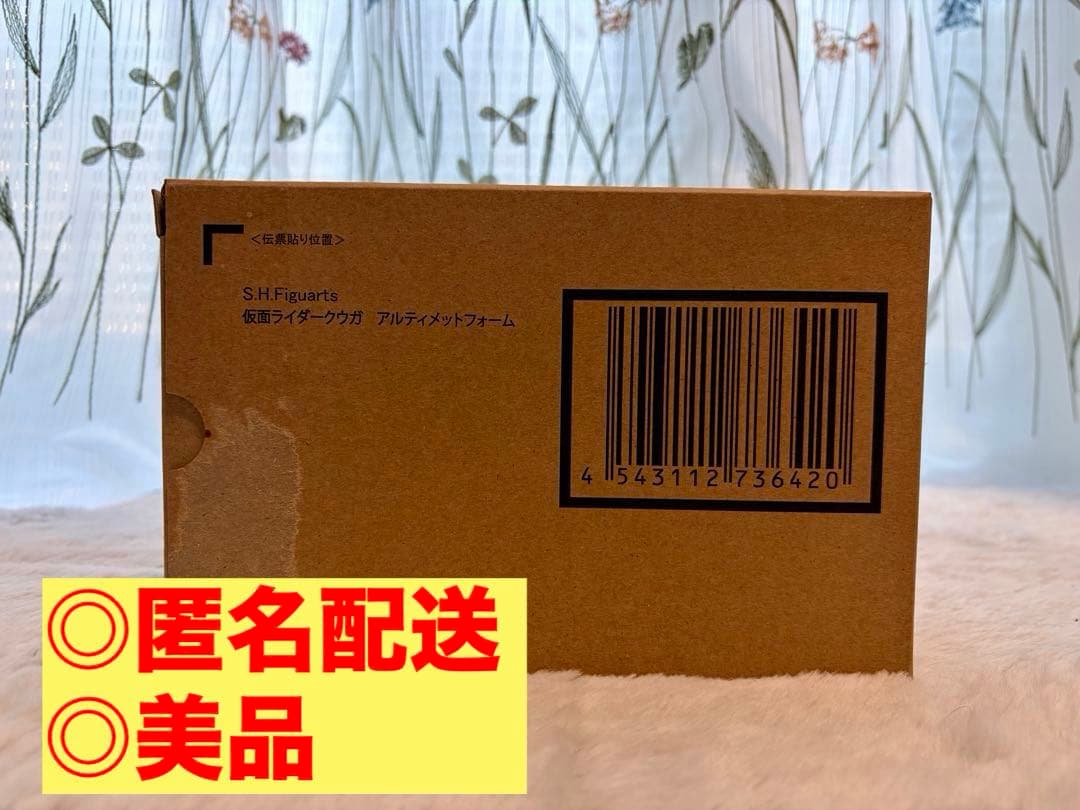 ＜伝票貼り位置＞
S.H.Figuarts
仮面ライダークウガ　アルティメットフォーム
4 543112 736420
◎匿名配送
◎美品